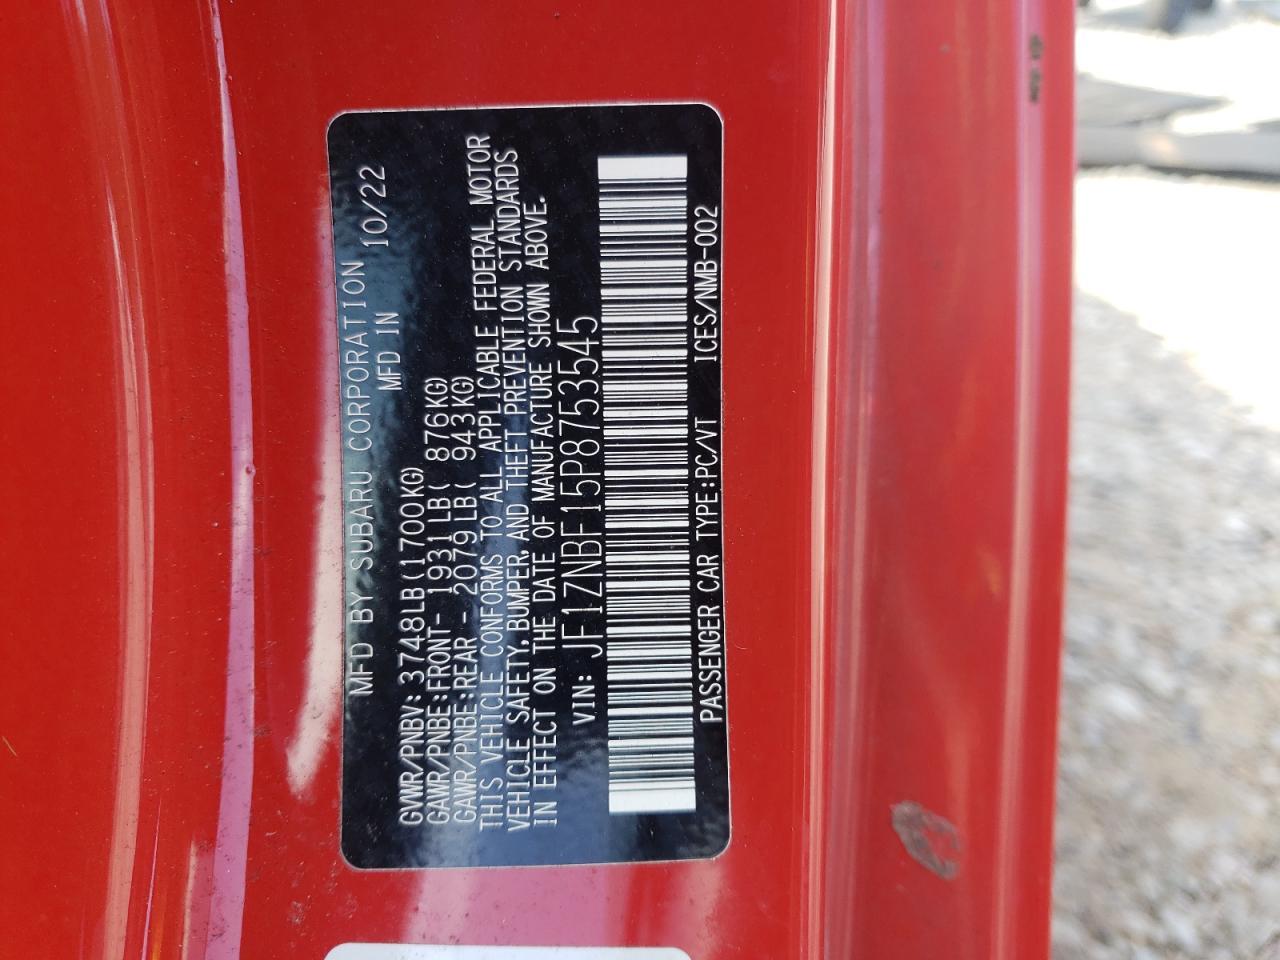 MFD BY SUBARU CORPORATION
MFD IN 10/22
GVWR/PNBV: 3748LB(1700KG)
GAWR/PNBE:FRONT- 1931LB( 876KG)
GAWR/PNBE:REAR - 2079LB( 943KG)
THIS VEHICLE CONFORMS TO ALL APPLICABLE FEDERAL MOTOR
VEHICLE SAFETY, BUMPER, AND THEFT PREVENTION STANDARDS
IN EFFECT ON THE DATE OF MANUFACTURE SHOWN ABOVE.
VIN: JF1ZNBF15P8753545
PASSENGER CAR TYPE:PC/VT ICES/NMB-002